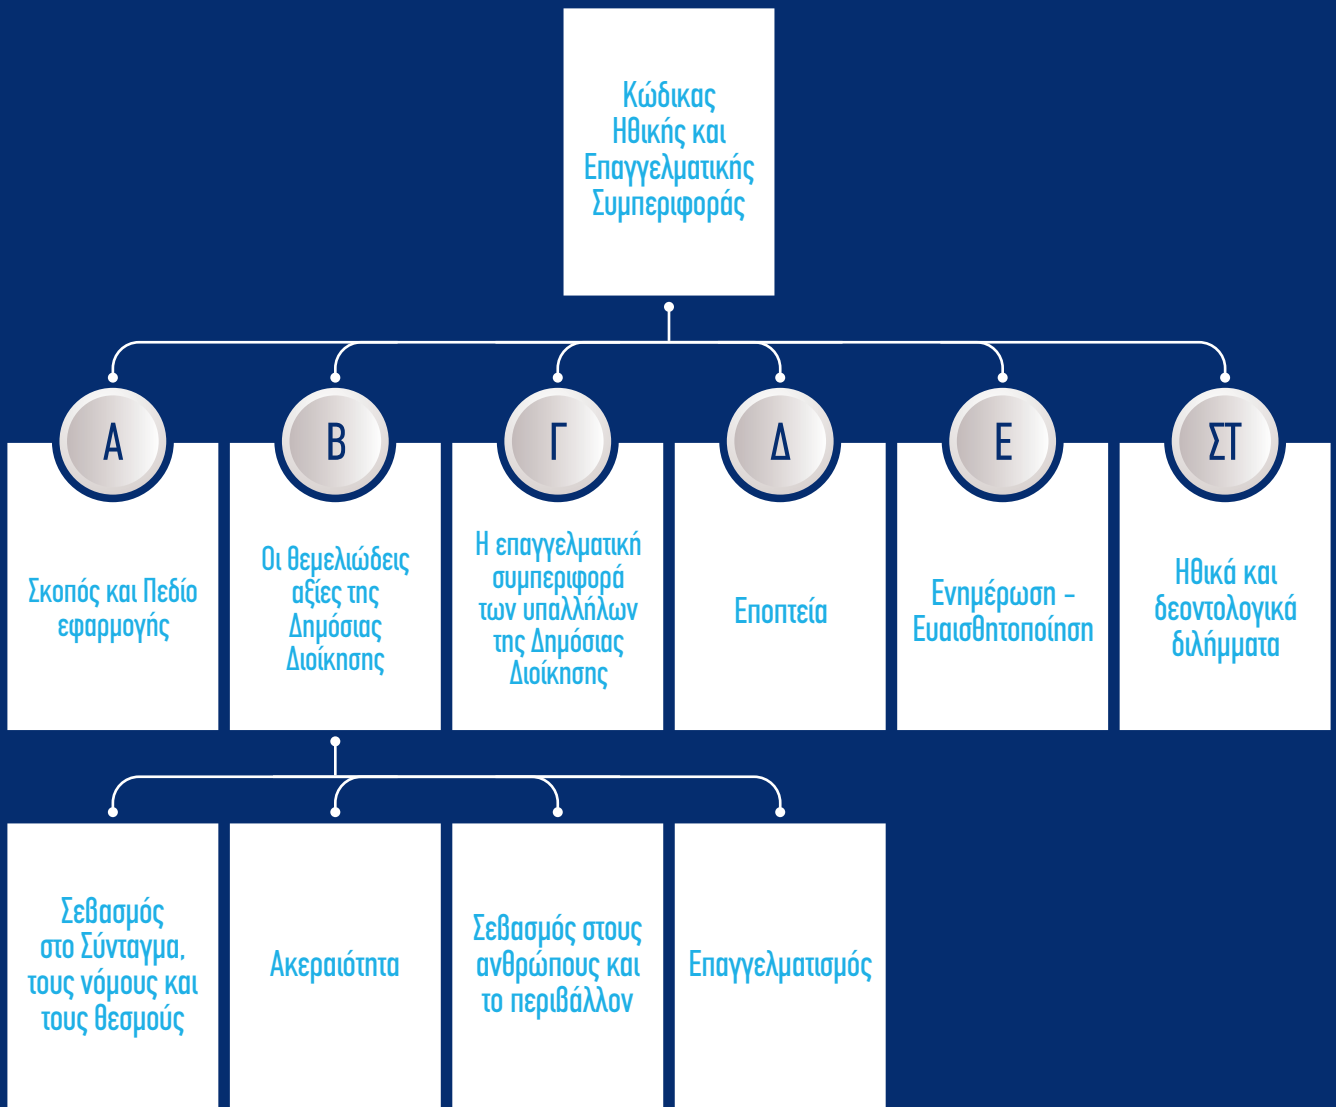 Κώδικας
Ηθικής και
Επαγγελματικής
Συμπεριφοράς
Α
Σκοπός και Πεδίο
εφαρμογής
Β
Οι θεμελιώδεις
αξίες της
Δημόσιας
Διοίκησης
Γ
Η επαγγελματική
συμπεριφορά
των υπαλλήλων
της Δημόσιας
Διοίκησης
Δ
Εποπτεία
Ε
Ενημέρωση -
Ευαισθητοποίηση
ΣΤ
Ηθικά και
δεοντολογικά
διλήμματα
Σεβασμός
στο Σύνταγμα,
τους νόμους και
τους θεσμούς
Ακεραιότητα
Σεβασμός στους
ανθρώπους και
το περιβάλλον
Επαγγελματισμός